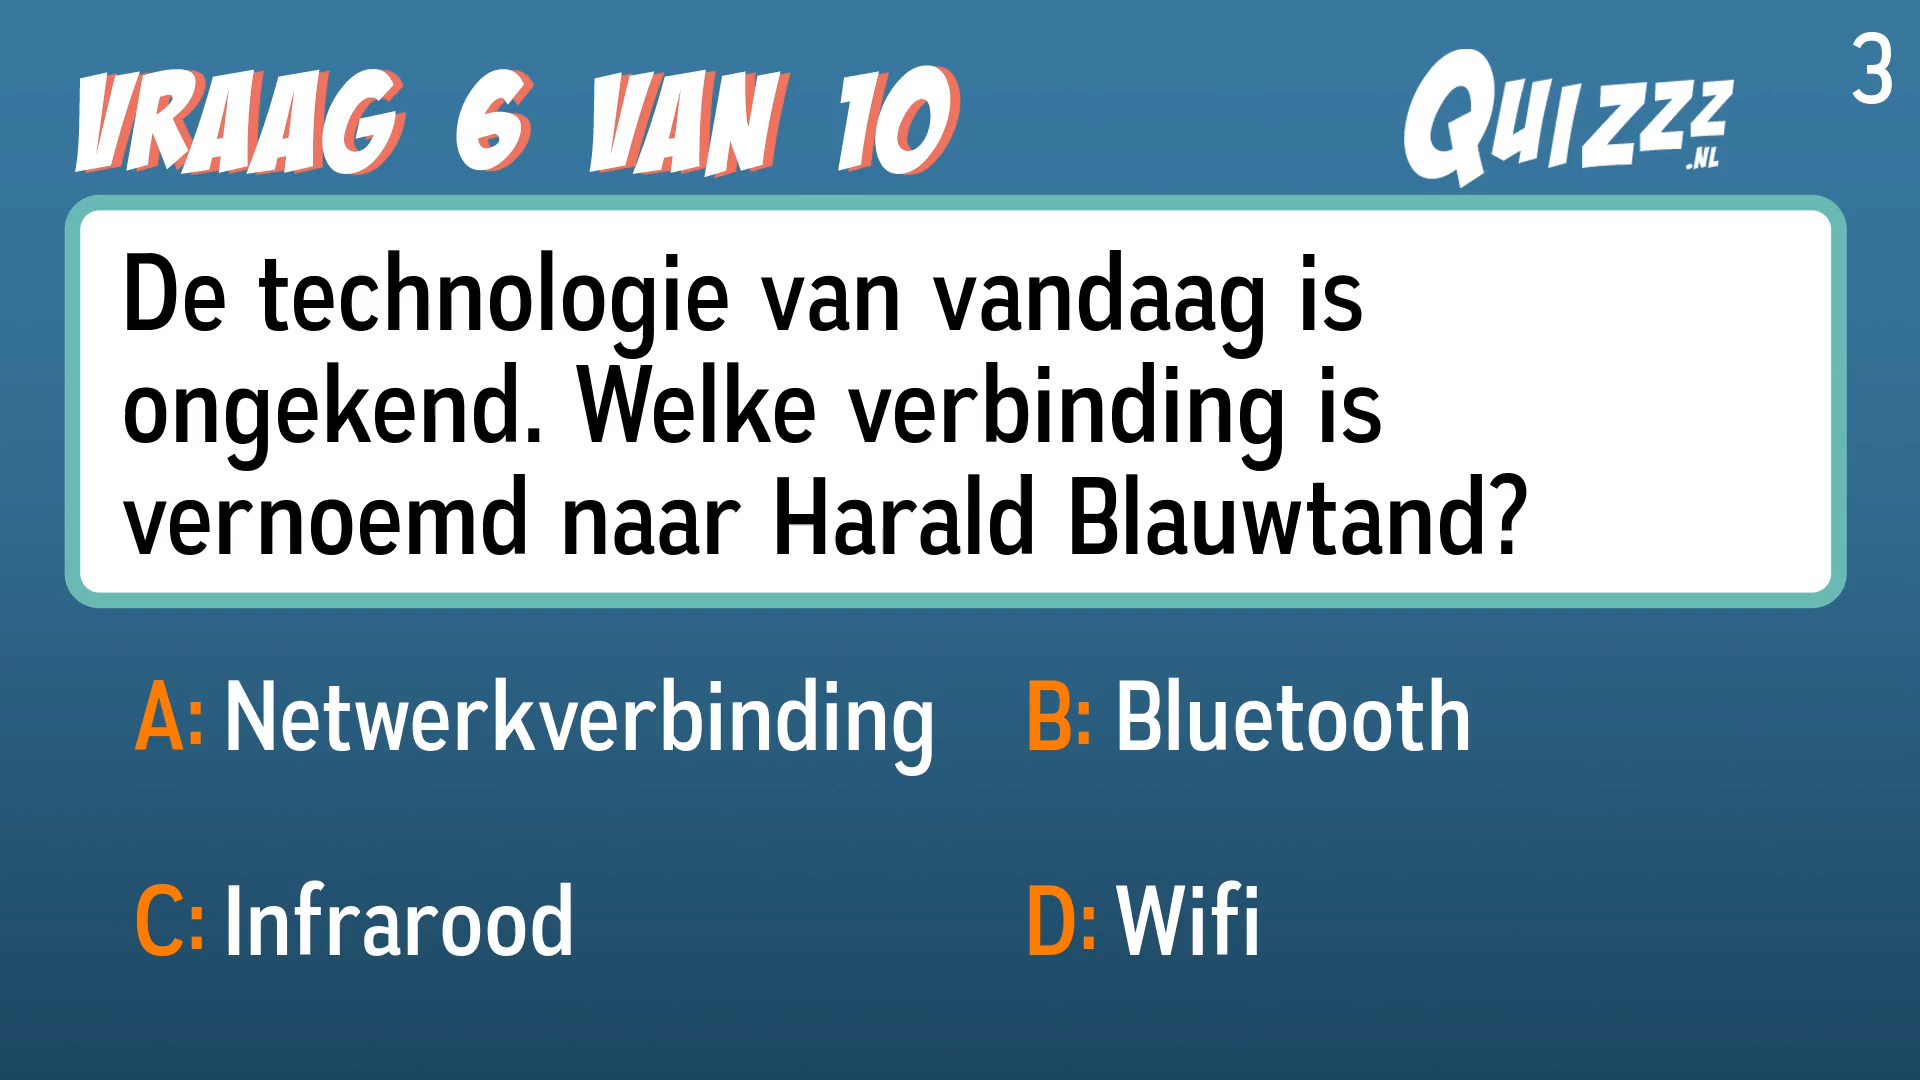 VRAAG 6 VAN 10
QUIZZZ
.NL
3
De technologie van vandaag is
ongekend. Welke verbinding is
vernoemd naar Harald Blauwtand?
A: Netwerkverbinding
B: Bluetooth
C: Infrarood
D: Wifi